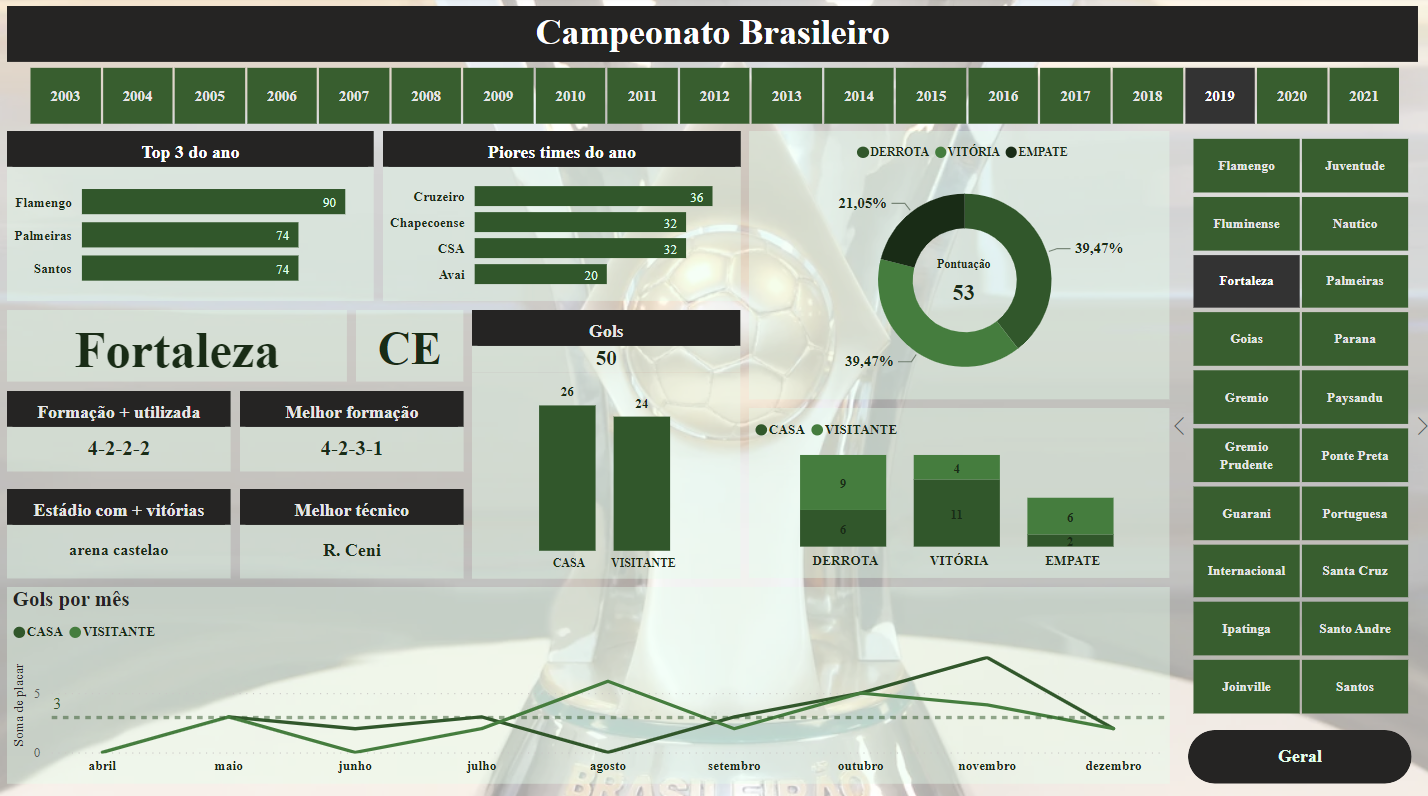 Campeonato Brasileiro
2003 2004 2005 2006 2007 2008 2009 2010 2011 2012 2013 2014 2015 2016 2017 2018 2019 2020 2021
Top 3 do ano
Flamengo 90
Palmeiras 74
Santos 74
Piores times do ano
Cruzeiro 36
Chapecoense 32
CSA 32
Avai 20
DERROTA VITÓRIA EMPATE
21,05%
39,47%
Pontuação
53
39,47%
Fortaleza
CE
Formação + utilizada
4-2-2-2
Melhor formação
4-2-3-1
Estádio com + vitórias
arena castelao
Melhor técnico
R. Ceni
Gols
50
26
24
CASA VISITANTE
CASA VISITANTE
9 4 6
6 11 2
DERROTA VITÓRIA EMPATE
Gols por mês
CASA VISITANTE
Soma de placar
5
3
0
abril maio junho julho agosto setembro outubro novembro dezembro
BRASILEIRÃO
Flamengo Juventude
Fluminense Nautico
Fortaleza Palmeiras
Goias Parana
Gremio Paysandu
Gremio
Prudente
Ponte Preta
Guarani Portuguesa
Internacional Santa Cruz
Ipatinga Santo Andre
Joinville Santos
Geral